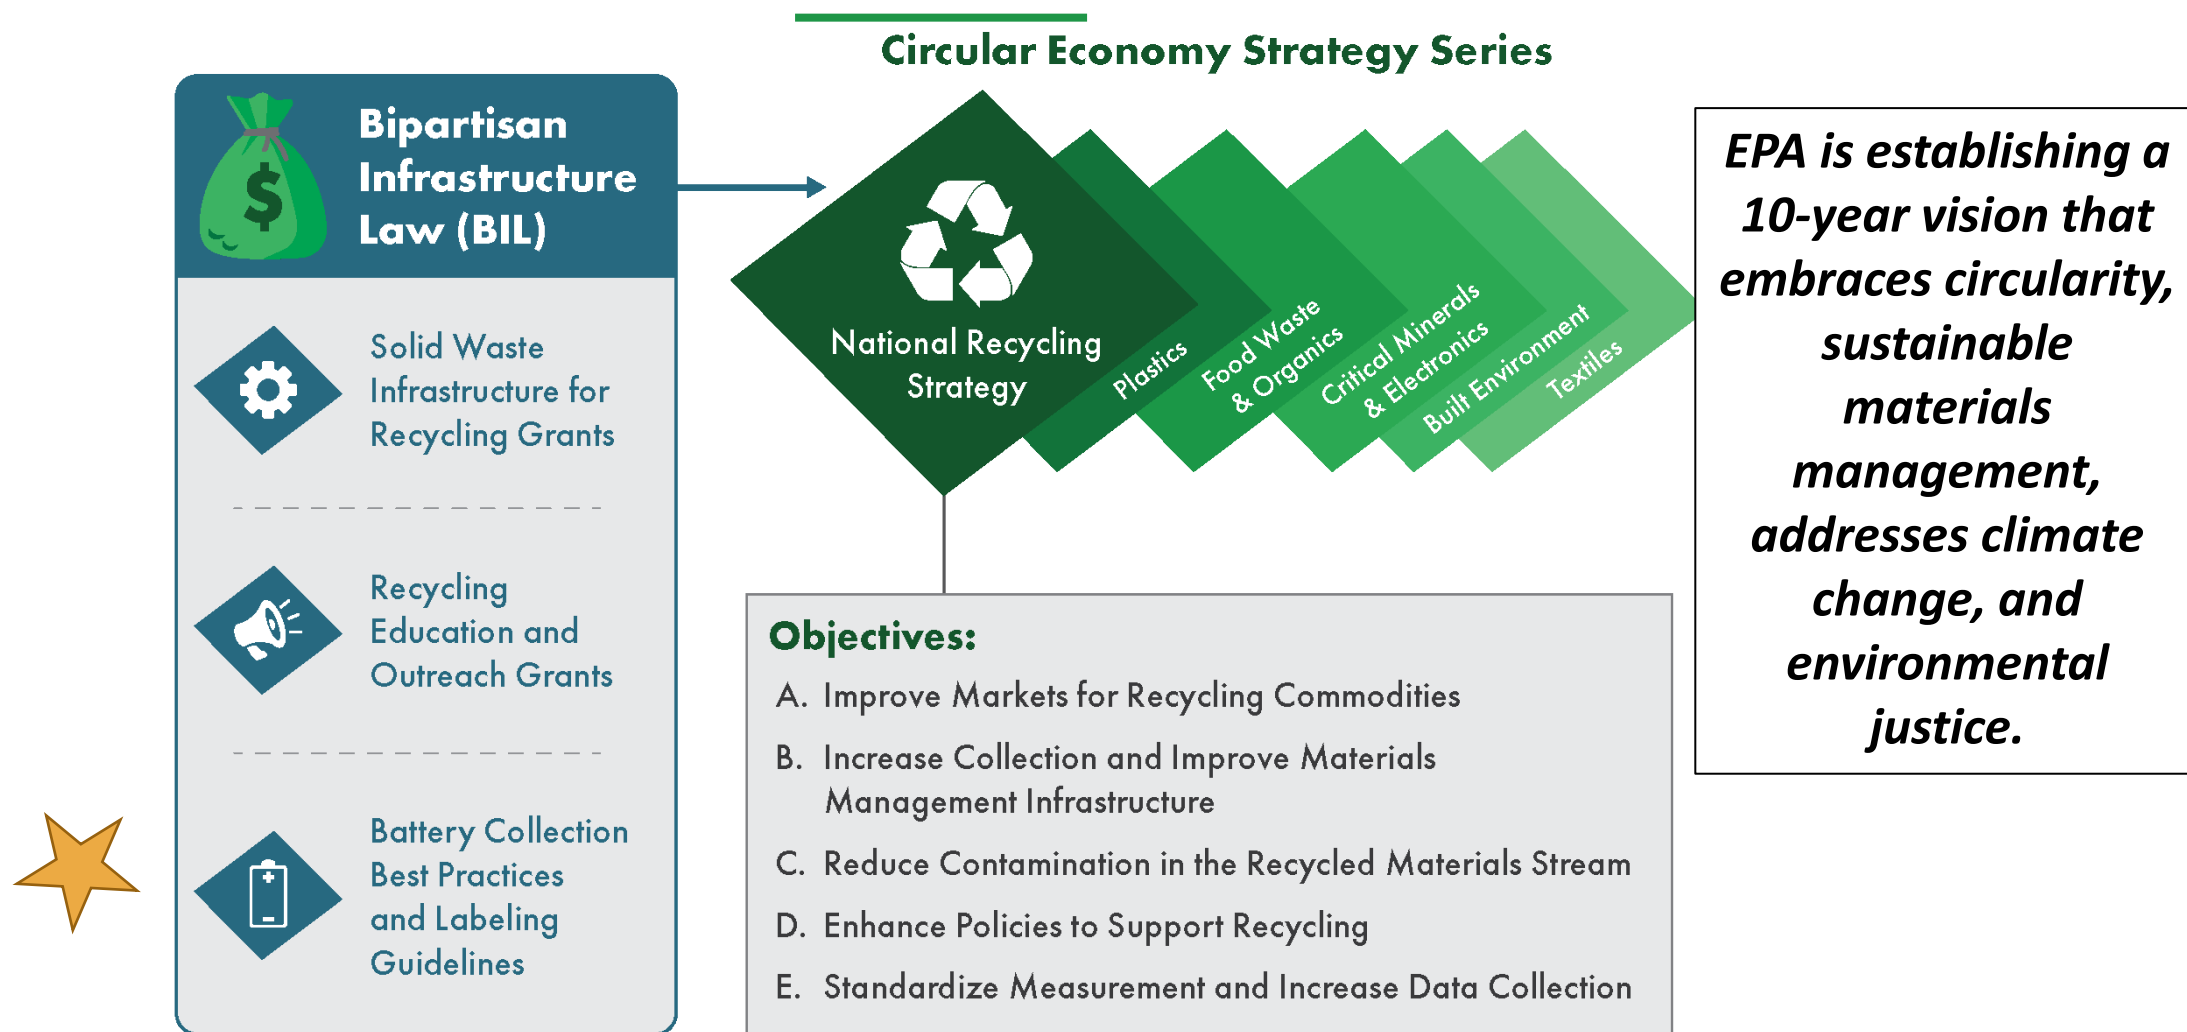 Circular Economy Strategy Series
Bipartisan
Infrastructure
Law (BIL)
$
Solid Waste
Infrastructure for
Recycling Grants
Recycling
Education and
Outreach Grants
Battery Collection
Best Practices
and Labeling
Guidelines
National Recycling
Strategy
Plastics
Food Waste
& Organics
Critical Minerals
& Electronics
Built Environment
Textiles
Objectives:
A. Improve Markets for Recycling Commodities
B. Increase Collection and Improve Materials
Management Infrastructure
C. Reduce Contamination in the Recycled Materials Stream
D. Enhance Policies to Support Recycling
E. Standardize Measurement and Increase Data Collection
EPA is establishing a
10-year vision that
embraces circularity,
sustainable
materials
management,
addresses climate
change, and
environmental
justice.